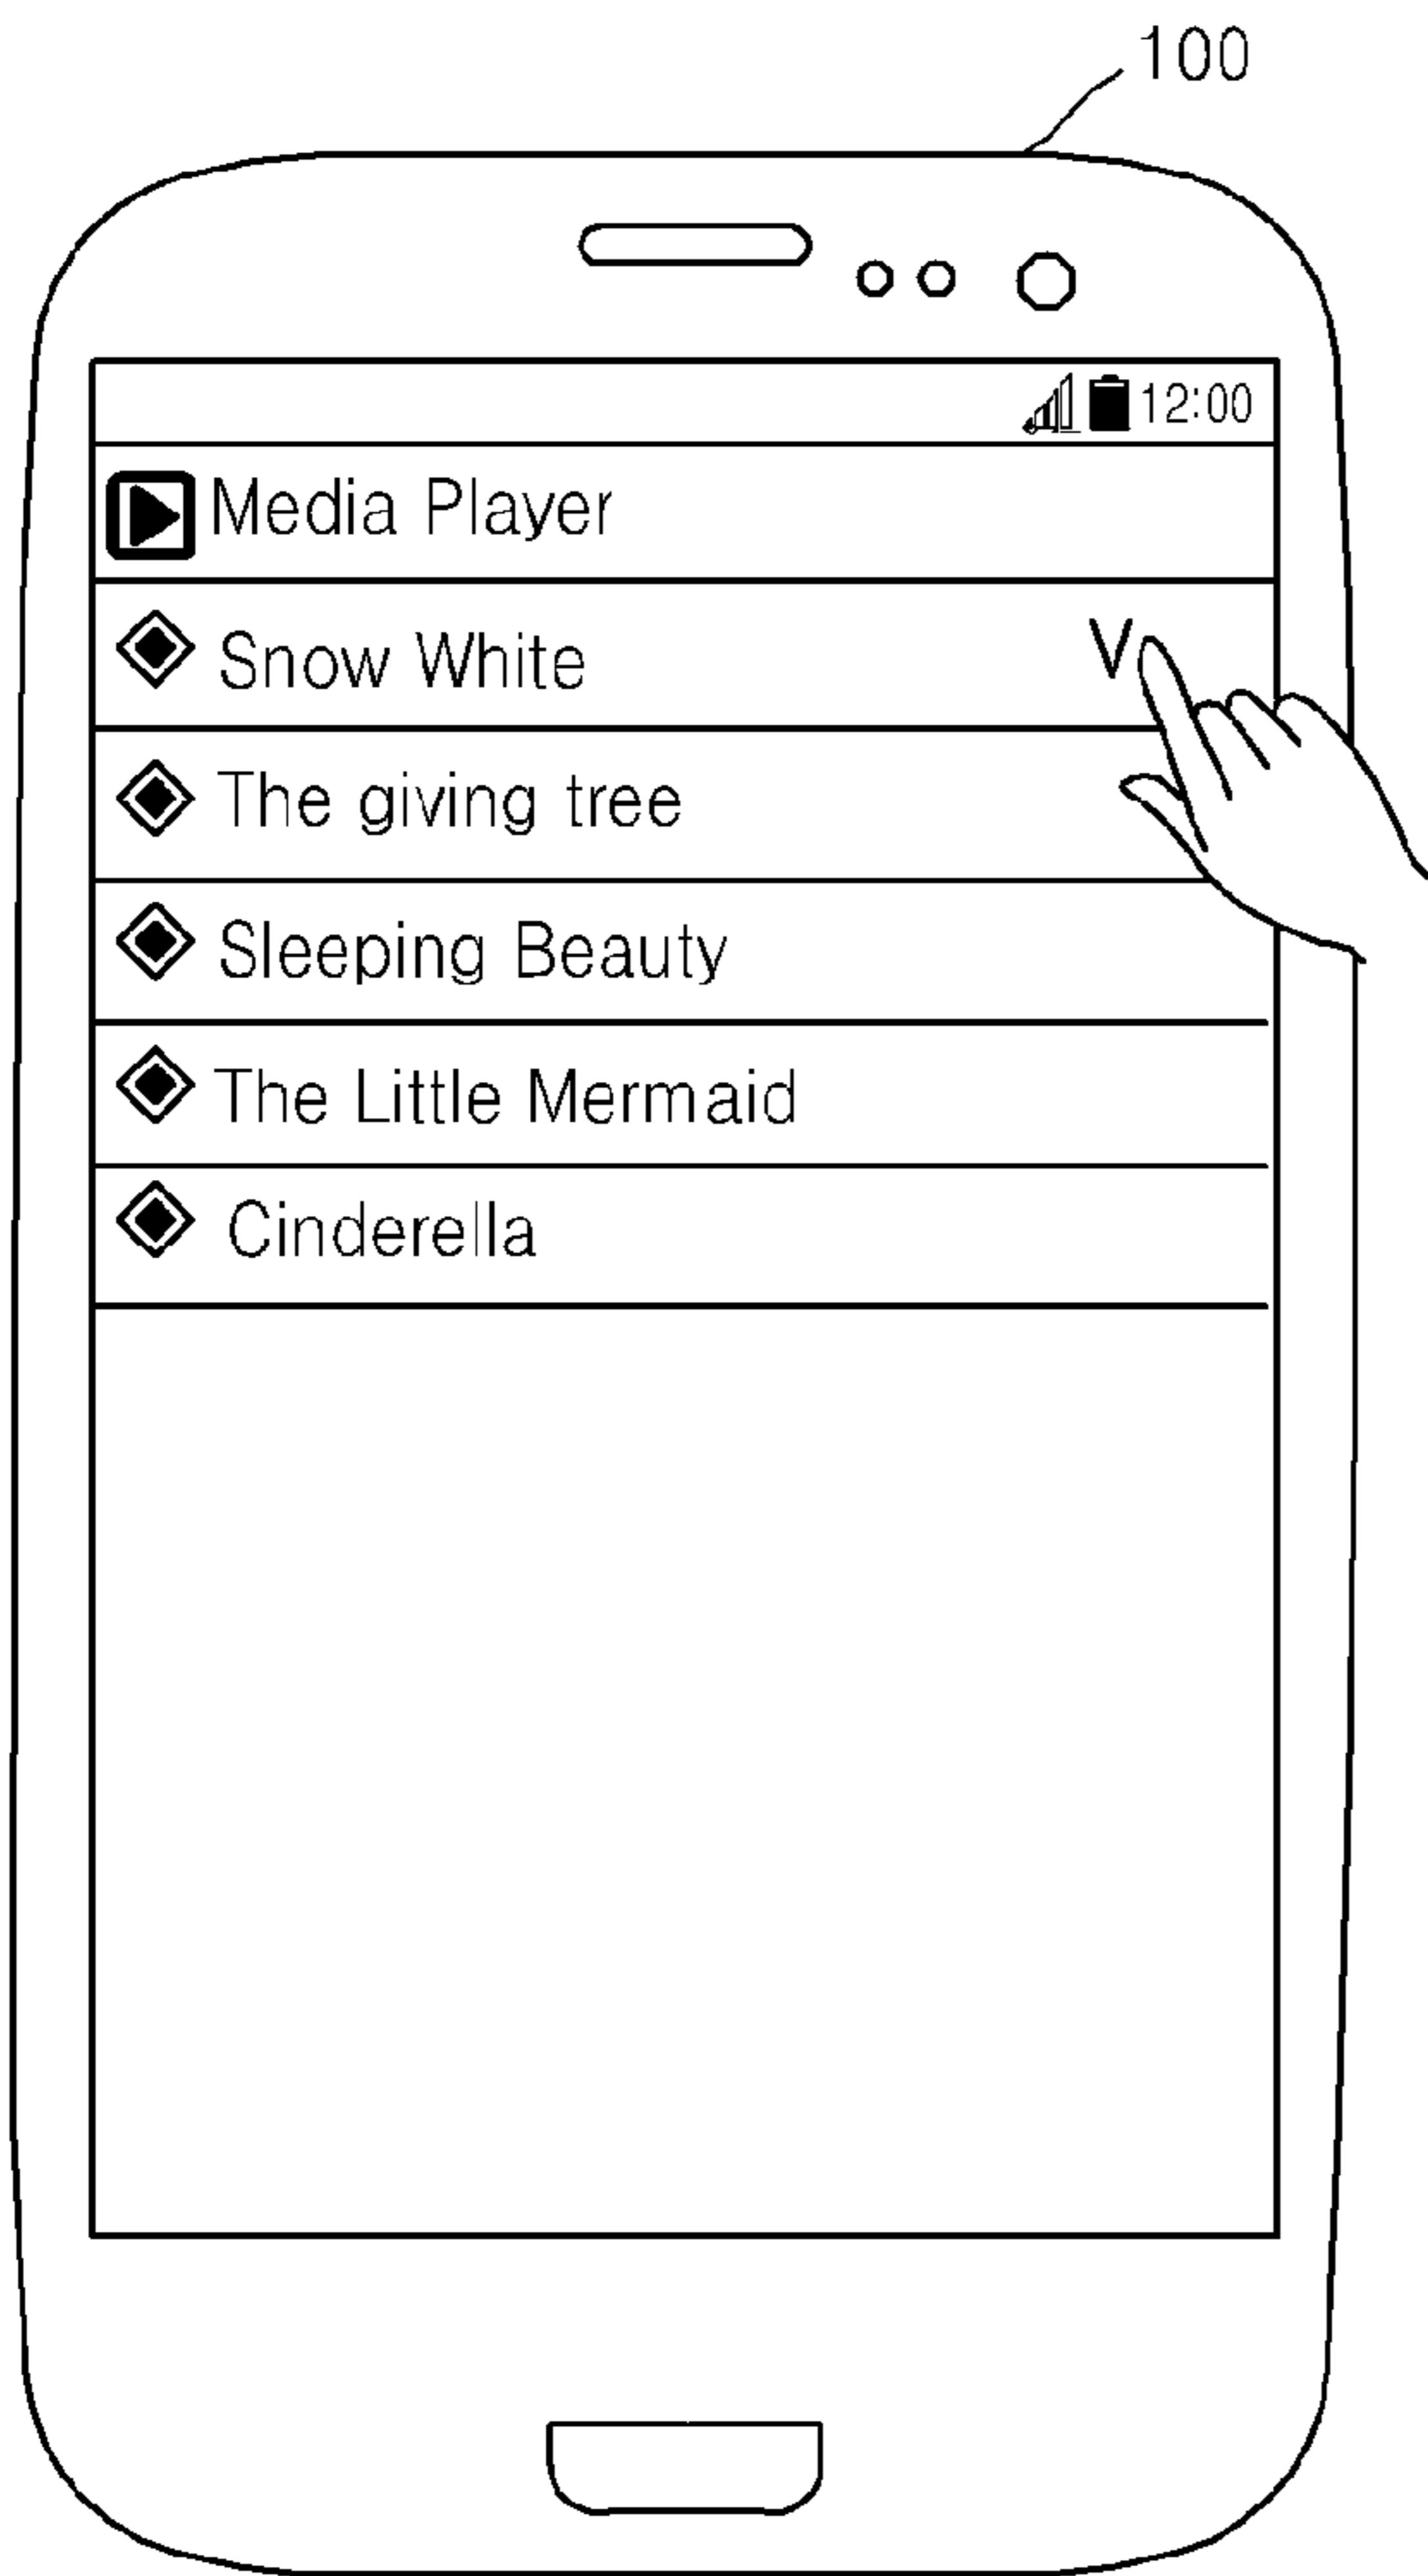 100
12:00
Media Player
Snow White V
The giving tree
Sleeping Beauty
The Little Mermaid
Cinderella